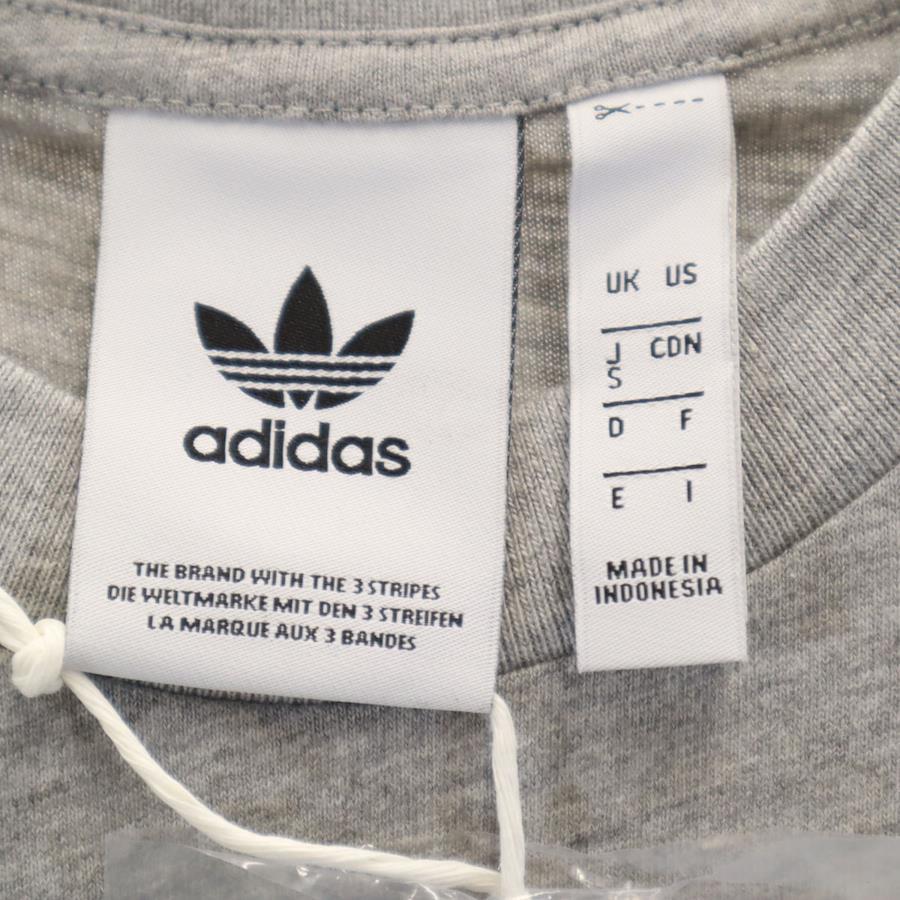 adidas
THE BRAND WITH THE 3 STRIPES
DIE WELTMARKE MIT DEN 3 STREIFEN
LA MARQUE AUX 3 BANDES
UK US
J CDN
S
D F
E I
MADE IN
INDONESIA